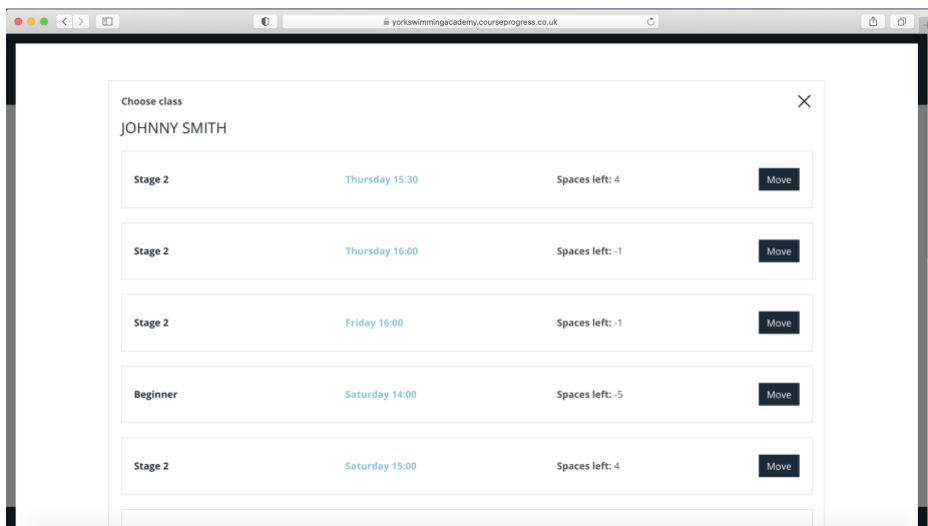 yorkswimmingacademy.courseprogress.co.uk
Choose class
JOHNNY SMITH
Stage 2 Thursday 15:30 Spaces left: 4 Move
Stage 2 Thursday 16:00 Spaces left: -1 Move
Stage 2 Friday 16:00 Spaces left: -1 Move
Beginner Saturday 14:00 Spaces left: -5 Move
Stage 2 Saturday 15:00 Spaces left: 4 Move